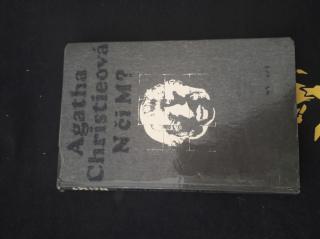 Agatha
Christieová
N či M?